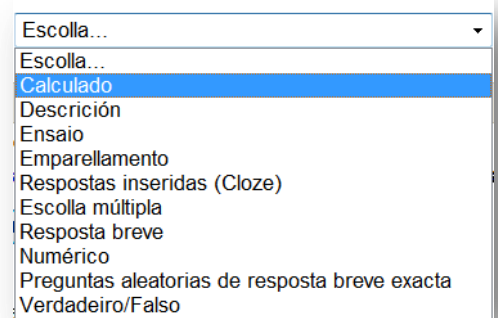 Escolla...
Escolla...
Calculado
Descrición
Ensaio
Emparellamento
Respostas inseridas (Cloze)
Escolla múltipla
Resposta breve
Numérico
Preguntas aleatorias de resposta breve exacta
Verdadeiro/Falso